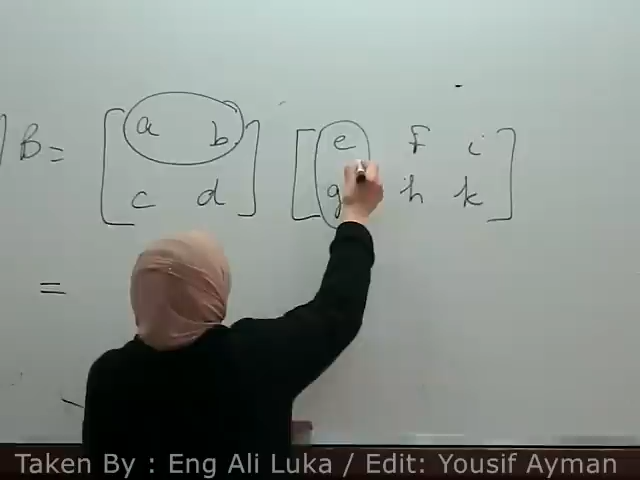 B = [ a b ] [ e f i ]
[ c d ] [ g h k ]
=
Taken By : Eng Ali Luka / Edit: Yousif Ayman